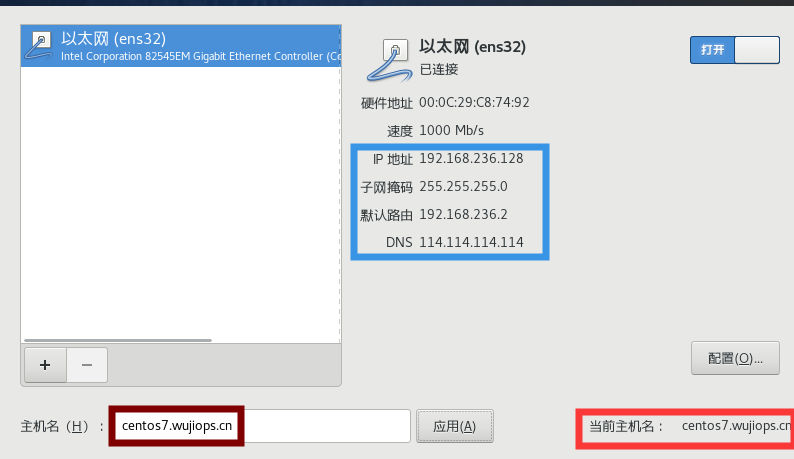 以太网 (ens32)
Intel Corporation 82545EM Gigabit Ethernet Controller (Co
以太网 (ens32)
已连接
打开
硬件地址 00:0C:29:C8:74:92
速度 1000 Mb/s
IP 地址 192.168.236.128
子网掩码 255.255.255.0
默认路由 192.168.236.2
DNS 114.114.114.114
+ −
配置(O)...
主机名（H）： centos7.wujiops.cn 应用(A) 当前主机名： centos7.wujiops.cn